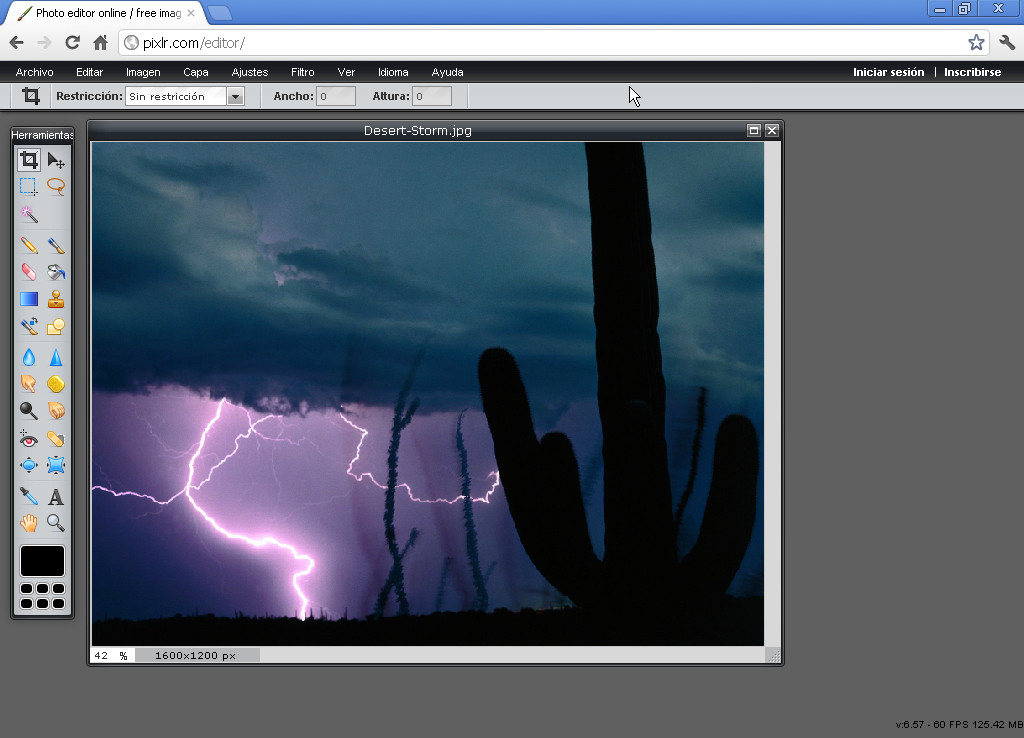 Photo editor online / free imag
pixlr.com/editor/
Archivo Editar Imagen Capa Ajustes Filtro Ver Idioma Ayuda Iniciar sesión | Inscribirse
Restricción: Sin restricción Ancho: 0 Altura: 0
Herramientas
Desert-Storm.jpg
42 % 1600x1200 px
v:6.57 - 60 FPS 125.42 MB